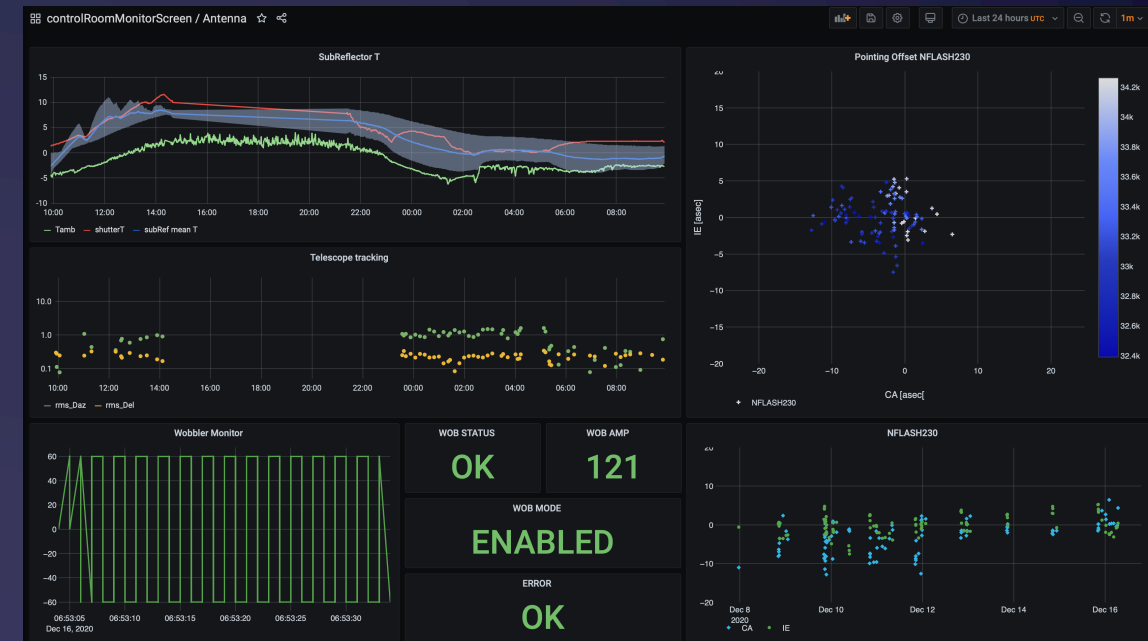 controlRoomMonitorScreen / Antenna
Last 24 hours UTC
1m
SubReflector T
15
10
5
0
-5
-10
10:00 12:00 14:00 16:00 18:00 20:00 22:00 00:00 02:00 04:00 06:00 08:00
Tamb shutterT subRef mean T
Telescope tracking
10.0
1.0
0.1
10:00 12:00 14:00 16:00 18:00 20:00 22:00 00:00 02:00 04:00 06:00 08:00
rms_Daz rms_Del
Pointing Offset NFLASH230
20
15
10
5
0
−5
−10
−15
−20
IE [asec]
−20 −10 0 10 20
CA [asec[
NFLASH230
34.2k
34k
33.8k
33.6k
33.4k
33.2k
33k
32.8k
32.6k
32.4k
Wobbler Monitor
60
40
20
0
−20
−40
−60
06:53:05 06:53:10 06:53:15 06:53:20 06:53:25 06:53:30
Dec 16, 2020
WOB STATUS
OK
WOB AMP
121
WOB MODE
ENABLED
ERROR
OK
NFLASH230
20
10
0
−10
−20
Dec 8 Dec 10 Dec 12 Dec 14 Dec 16
2020
CA IE